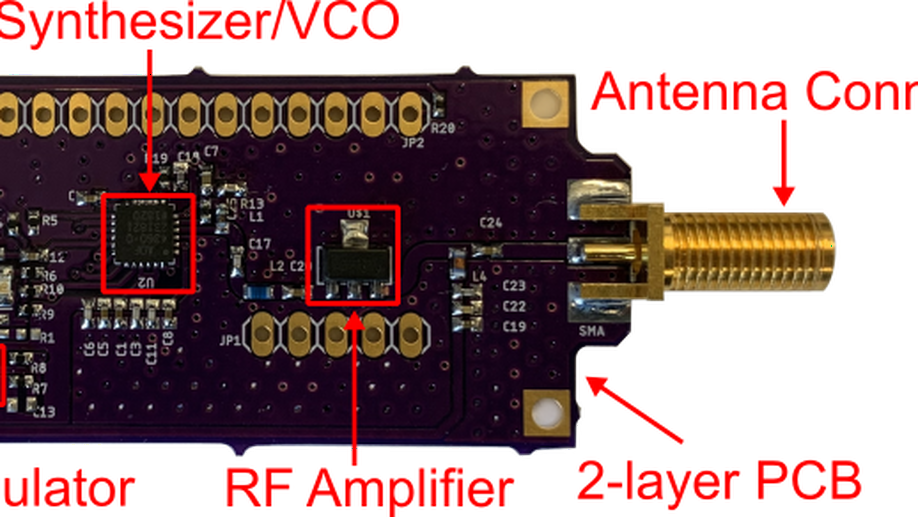 Synthesizer/VCO
Antenna Conn
R20
JP2
R19 C18 C7
R5
R13
L1
U$1
C24
C17
L2
U2
R6
R10
R9
R1
L4
C23
C22
C19
SMA
JP1
C6 C5 C1 C3 C11 C8
R8
R7
C13
ulator
RF Amplifier
2-layer PCB